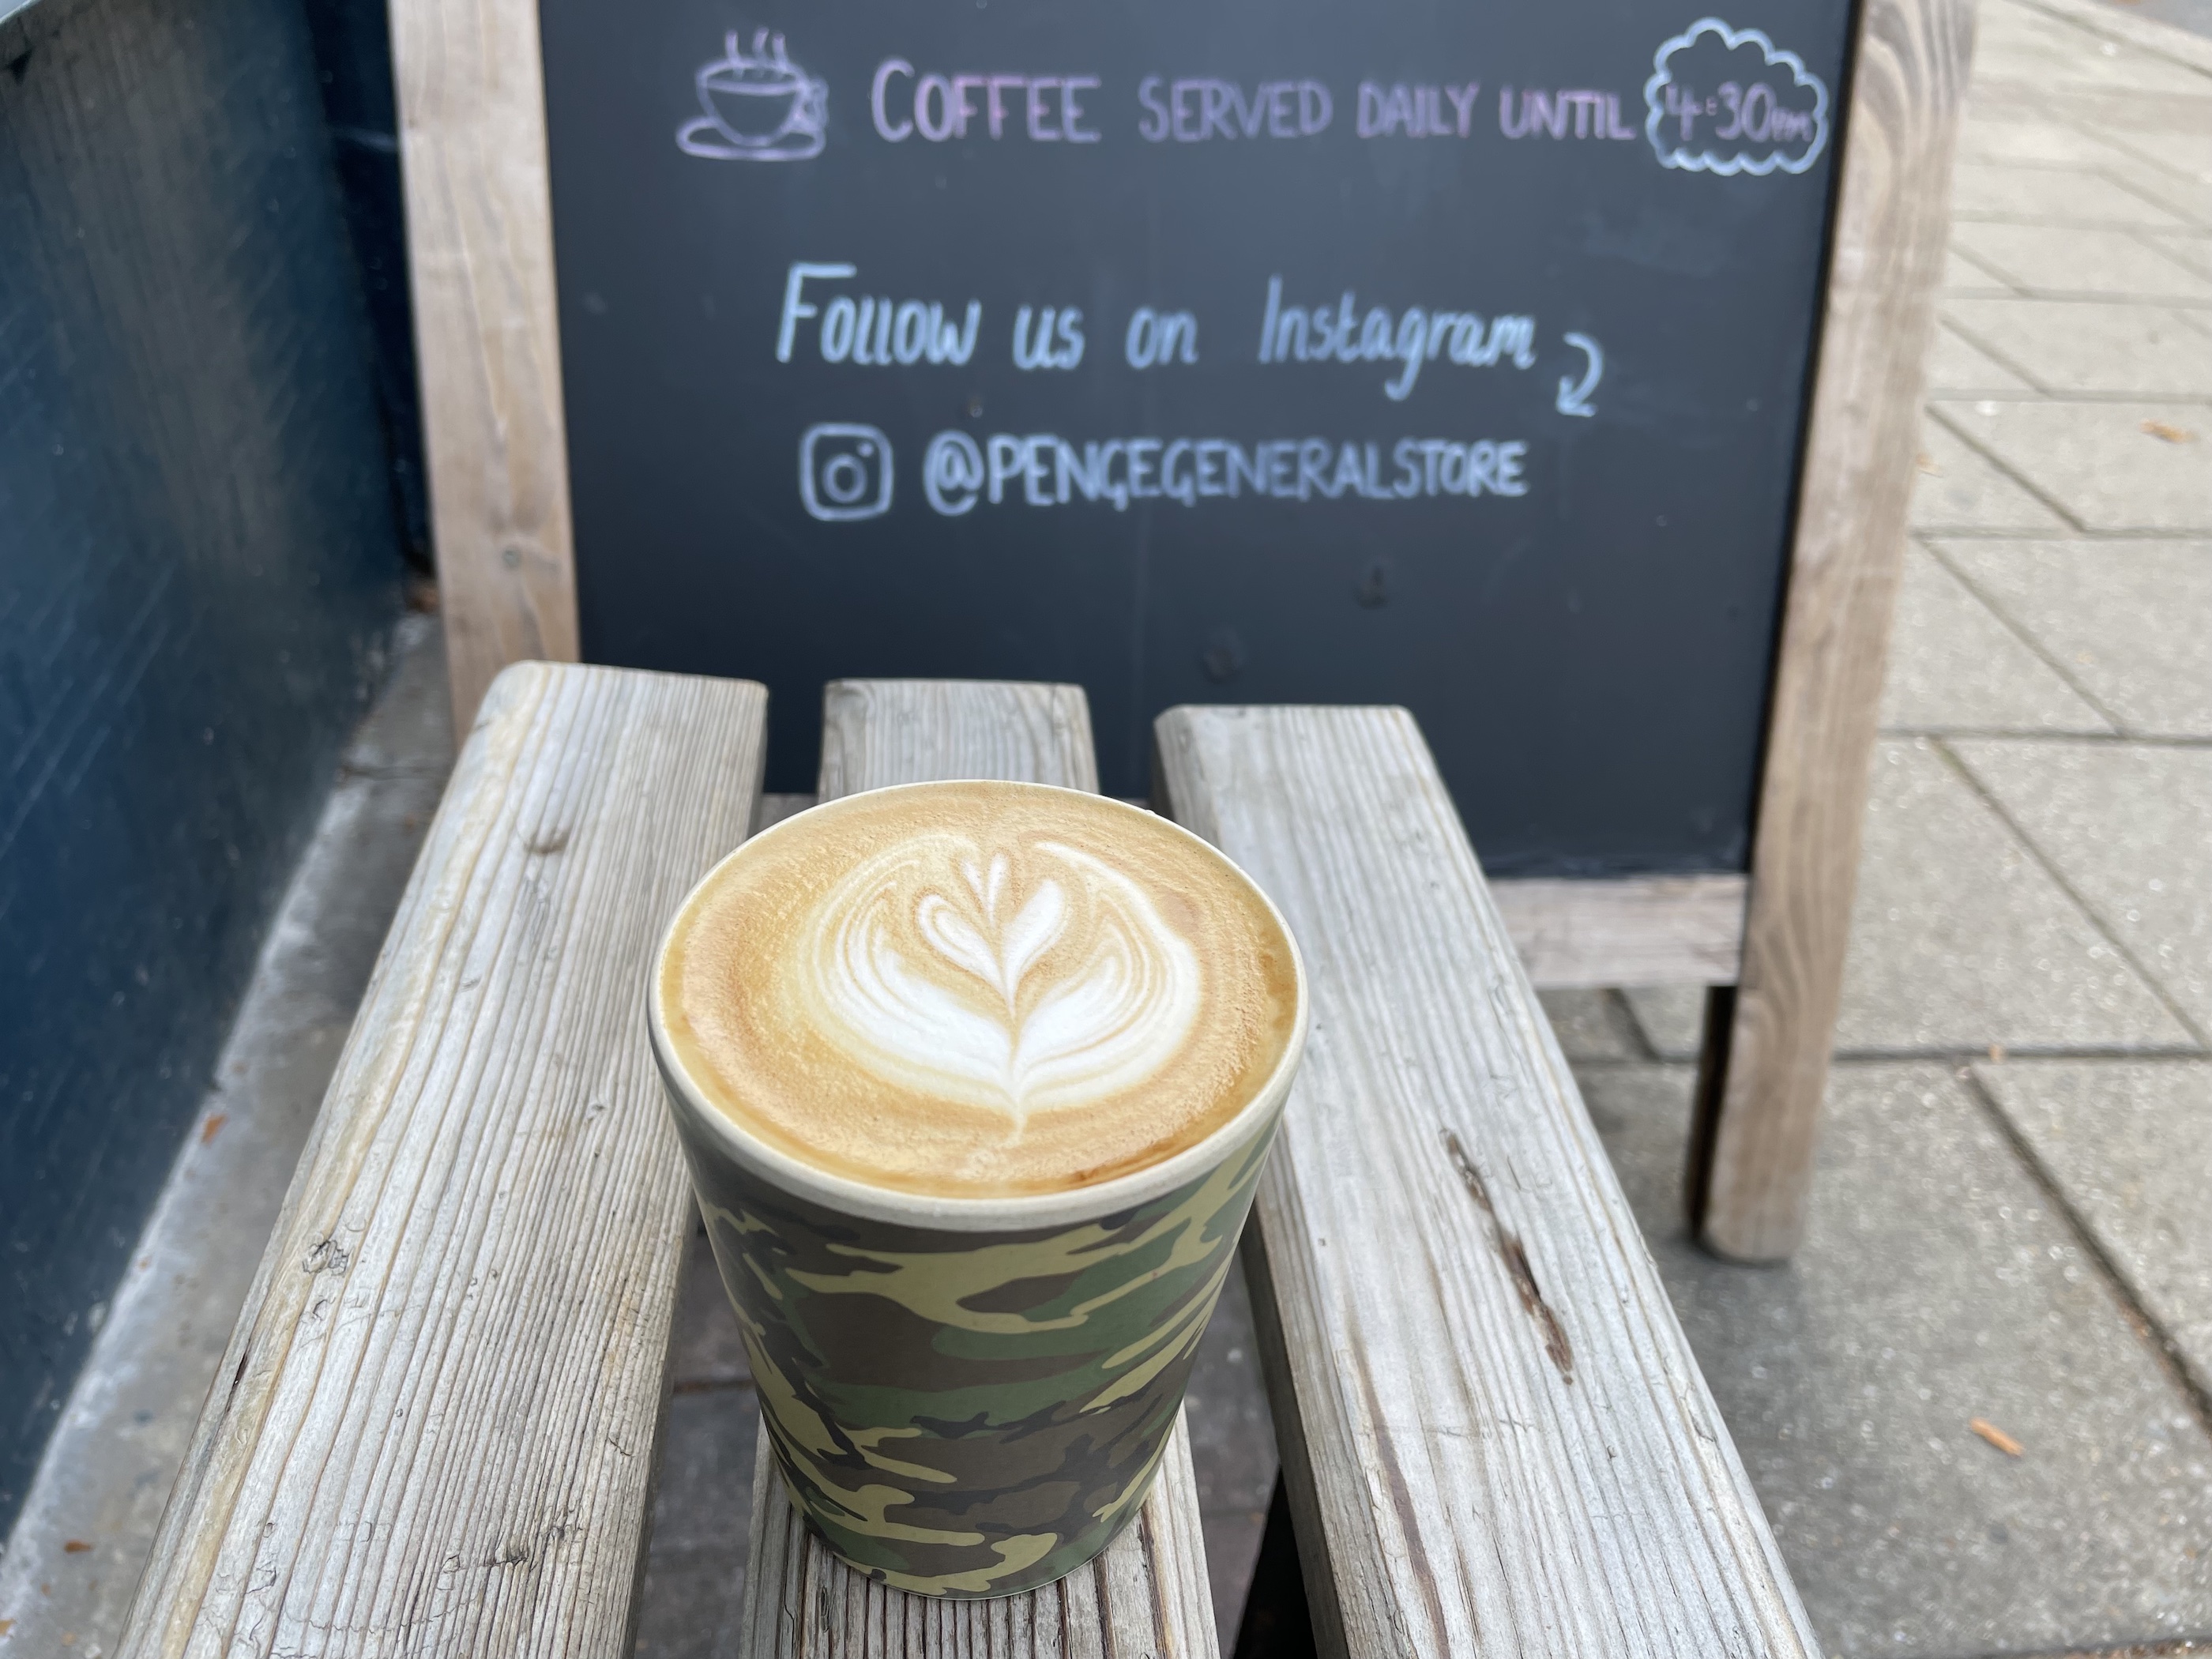 COFFEE SERVED DAILY UNTIL 4:30PM
Follow us on Instagram
@PENGEGENERALSTORE